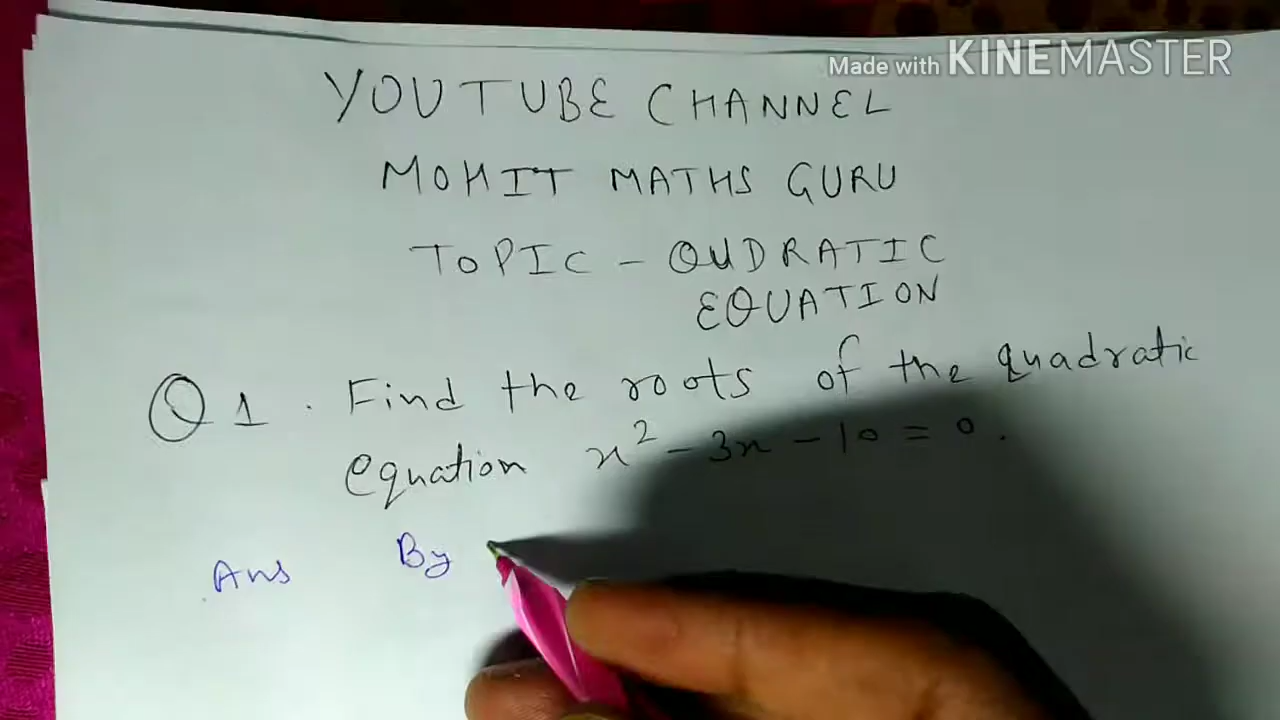 Made with KINEMASTER
YOUTUBE CHANNEL
MOHIT MATHS GURU
TOPIC - QUDRATIC
EQUATION
Q1. Find the roots of the quadratic
equation x² - 3x - 10 = 0.
Ans By